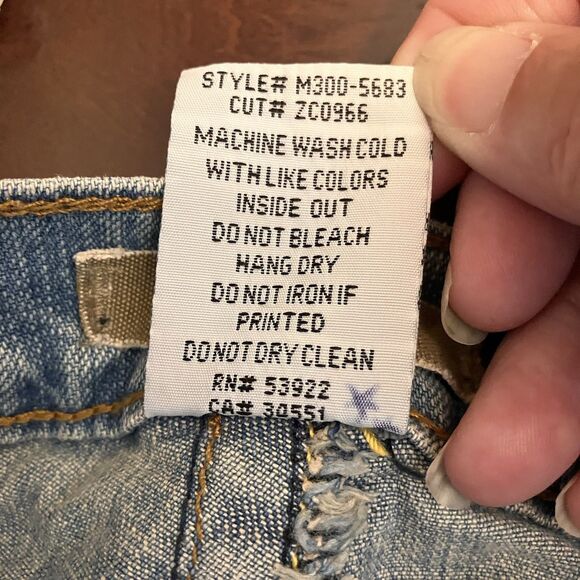 STYLE# M300-5683
CUT# ZC0966
MACHINE WASH COLD
WITH LIKE COLORS
INSIDE OUT
DO NOT BLEACH
HANG DRY
DO NOT IRON IF
PRINTED
DO NOT DRY CLEAN
RN# 53922
CA# 30551